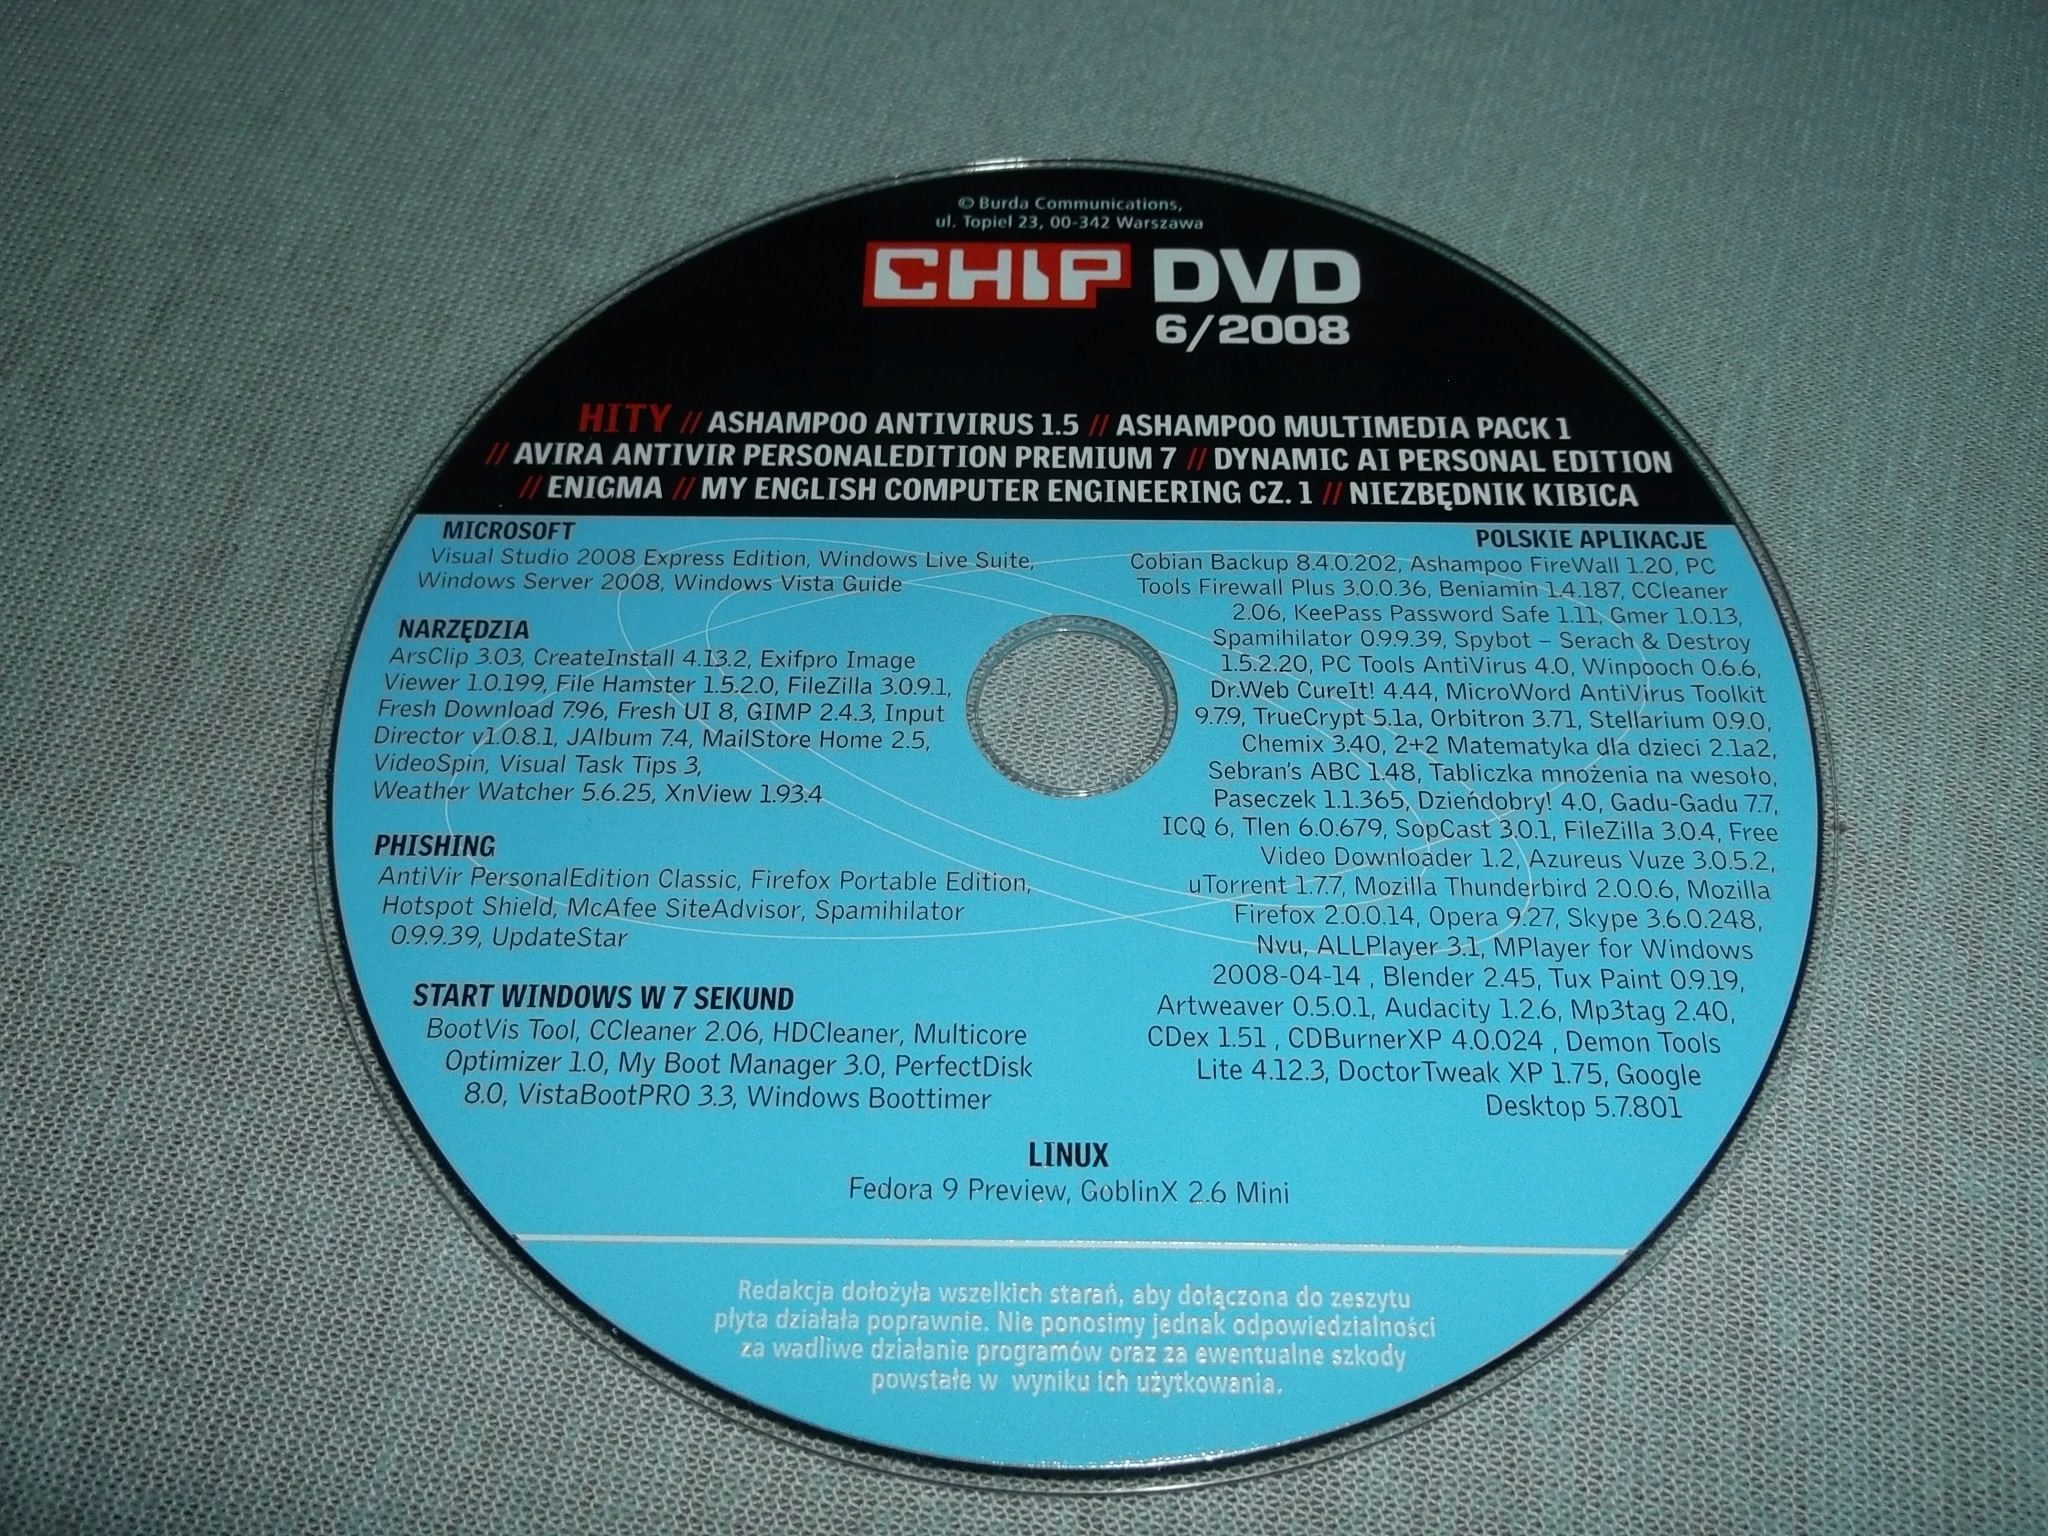 © Burda Communications,
ul. Topiel 23, 00-342 Warszawa
CHIP DVD
6/2008
HITY // ASHAMPOO ANTIVIRUS 1.5 // ASHAMPOO MULTIMEDIA PACK 1
// AVIRA ANTIVIR PERSONALEDITION PREMIUM 7 // DYNAMIC AI PERSONAL EDITION
// ENIGMA // MY ENGLISH COMPUTER ENGINEERING CZ. 1 // NIEZBĘDNIK KIBICA
MICROSOFT
Visual Studio 2008 Express Edition, Windows Live Suite,
Windows Server 2008, Windows Vista Guide
NARZĘDZIA
ArsClip 3.03, CreateInstall 4.13.2, Exifpro Image
Viewer 1.0.199, File Hamster 1.5.2.0, FileZilla 3.0.9.1,
Fresh Download 7.96, Fresh UI 8, GIMP 2.4.3, Input
Director v1.0.8.1, JAlbum 7.4, MailStore Home 2.5,
VideoSpin, Visual Task Tips 3,
Weather Watcher 5.6.25, XnView 1.93.4
PHISHING
AntiVir PersonalEdition Classic, Firefox Portable Edition,
Hotspot Shield, McAfee SiteAdvisor, Spamihilator
0.9.9.39, UpdateStar
START WINDOWS W 7 SEKUND
BootVis Tool, CCleaner 2.06, HDCleaner, Multicore
Optimizer 1.0, My Boot Manager 3.0, PerfectDisk
8.0, VistaBootPRO 3.3, Windows Boottimer
POLSKIE APLIKACJE
Cobian Backup 8.4.0.202, Ashampoo FireWall 1.20, PC
Tools Firewall Plus 3.0.0.36, Beniamin 1.4.187, CCleaner
2.06, KeePass Password Safe 1.11, Gmer 1.0.13,
Spamihilator 0.9.9.39, Spybot – Serach & Destroy
1.5.2.20, PC Tools AntiVirus 4.0, Winpooch 0.6.6,
Dr.Web CureIt! 4.44, MicroWord AntiVirus Toolkit
9.7.9, TrueCrypt 5.1a, Orbitron 3.71, Stellarium 0.9.0,
Chemix 3.40, 2+2 Matematyka dla dzieci 2.1a2,
Sebran's ABC 1.48, Tabliczka mnożenia na wesoło,
Paseczek 1.1.365, Dzieńdobry! 4.0, Gadu-Gadu 7.7,
ICQ 6, Tlen 6.0.679, SopCast 3.0.1, FileZilla 3.0.4, Free
Video Downloader 1.2, Azureus Vuze 3.0.5.2,
uTorrent 1.7.7, Mozilla Thunderbird 2.0.0.6, Mozilla
Firefox 2.0.0.14, Opera 9.27, Skype 3.6.0.248,
Nvu, ALLPlayer 3.1, MPlayer for Windows
2008-04-14 , Blender 2.45, Tux Paint 0.9.19,
Artweaver 0.5.0.1, Audacity 1.2.6, Mp3tag 2.40,
CDex 1.51 , CDBurnerXP 4.0.024 , Demon Tools
Lite 4.12.3, DoctorTweak XP 1.75, Google
Desktop 5.7.801
LINUX
Fedora 9 Preview, GoblinX 2.6 Mini
Redakcja dołożyła wszelkich starań, aby dołączona do zeszytu
płyta działała poprawnie. Nie ponosimy jednak odpowiedzialności
za wadliwe działanie programów oraz za ewentualne szkody
powstałe w wyniku ich użytkowania.